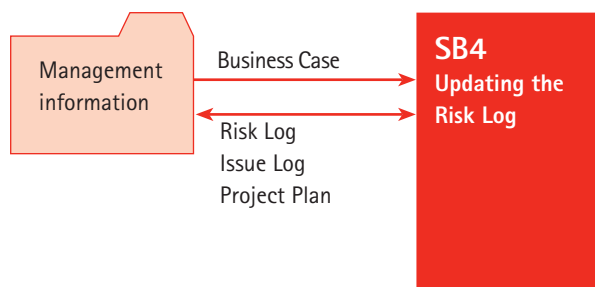 Management
information
Business Case
Risk Log
Issue Log
Project Plan
SB4
Updating the
Risk Log